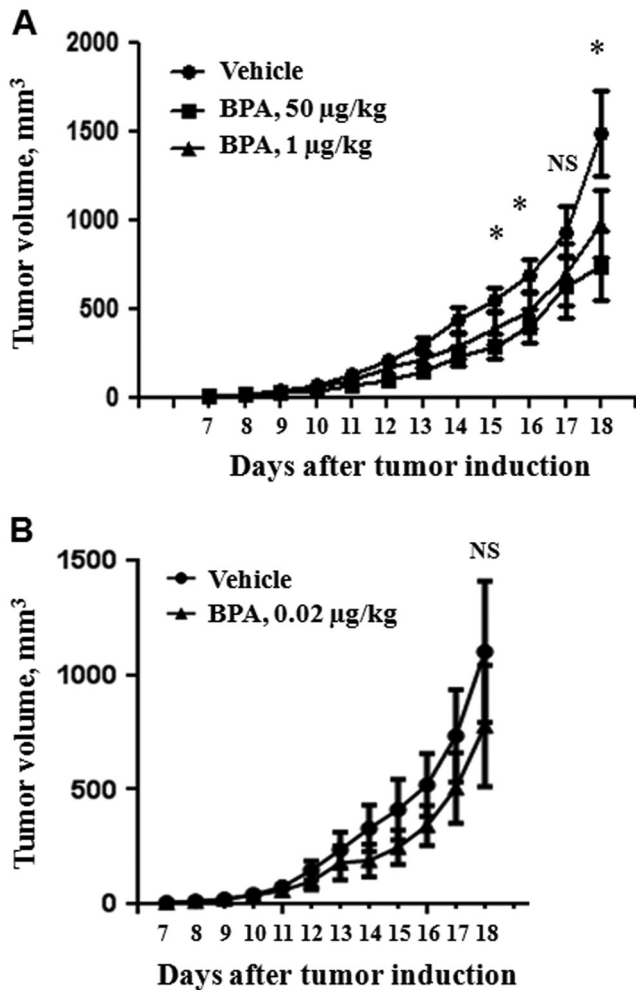 A
Tumor volume, mm³
2000
1500
1000
500
0
Vehicle
BPA, 50 µg/kg
BPA, 1 µg/kg
*
*
NS
*
7 8 9 10 11 12 13 14 15 16 17 18
Days after tumor induction
B
Tumor volume, mm³
1500
1000
500
0
Vehicle
BPA, 0.02 µg/kg
NS
7 8 9 10 11 12 13 14 15 16 17 18
Days after tumor induction